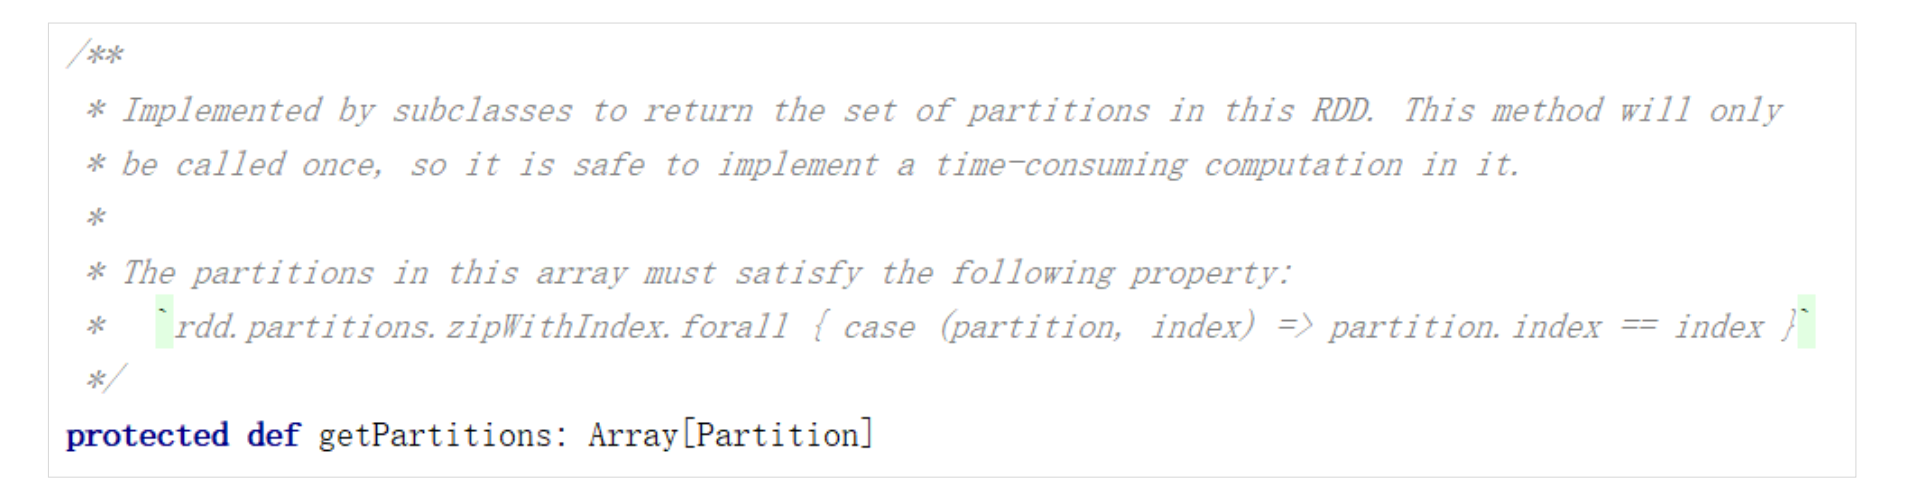 /**
 * Implemented by subclasses to return the set of partitions in this RDD. This method will only
 * be called once, so it is safe to implement a time-consuming computation in it.
 *
 * The partitions in this array must satisfy the following property:
 *   `rdd.partitions.zipWithIndex.forall { case (partition, index) => partition.index == index }`
 */
protected def getPartitions: Array[Partition]